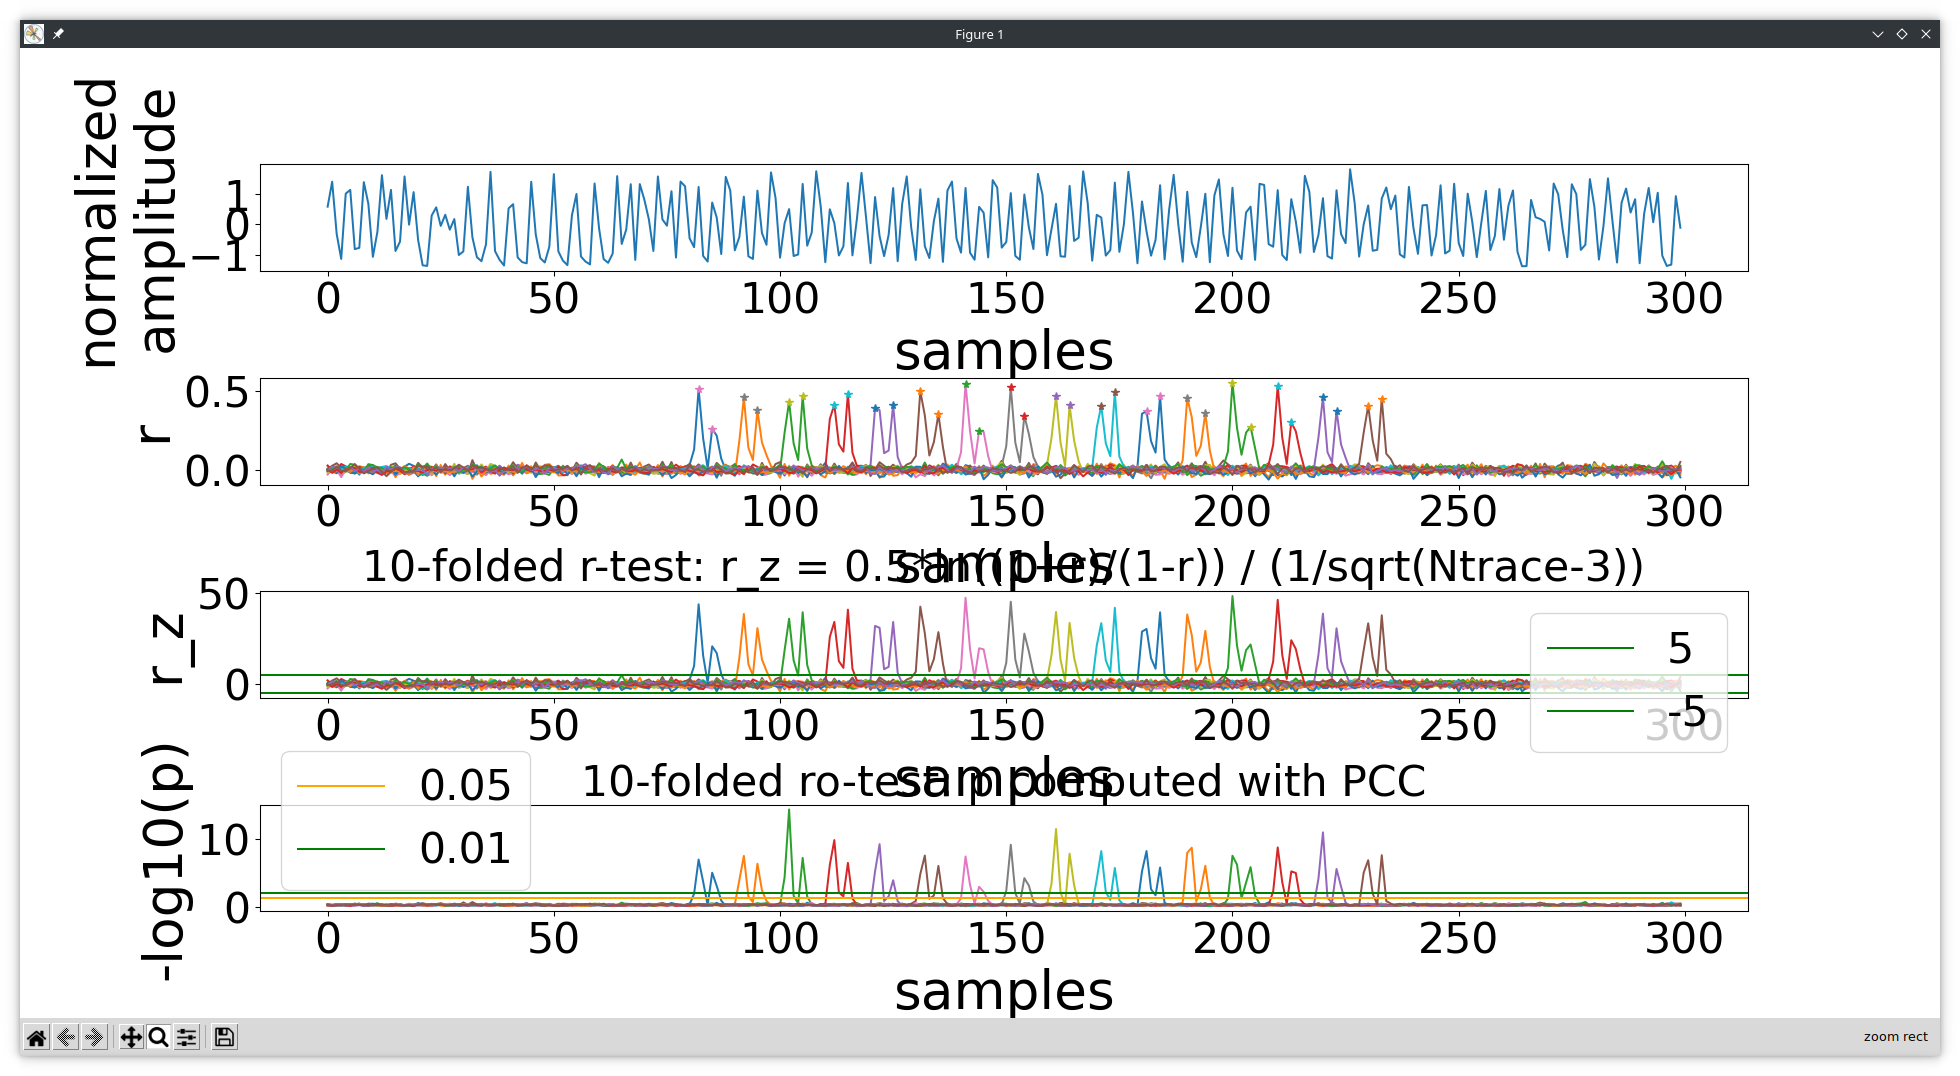 Figure 1
normalized
amplitude
1
0
−1
0 50 100 150 200 250 300
samples
r
0.5
0.0
0 50 100 150 200 250 300
samples
10-folded r-test: r_z = 0.5*ln((1+r)/(1-r)) / (1/sqrt(Ntrace-3))
r_z
50
0
5
-5
0 50 100 150 200 250 300
samples
10-folded ro-test: p computed with PCC
-log10(p)
10
0
0.05
0.01
0 50 100 150 200 250 300
samples
zoom rect